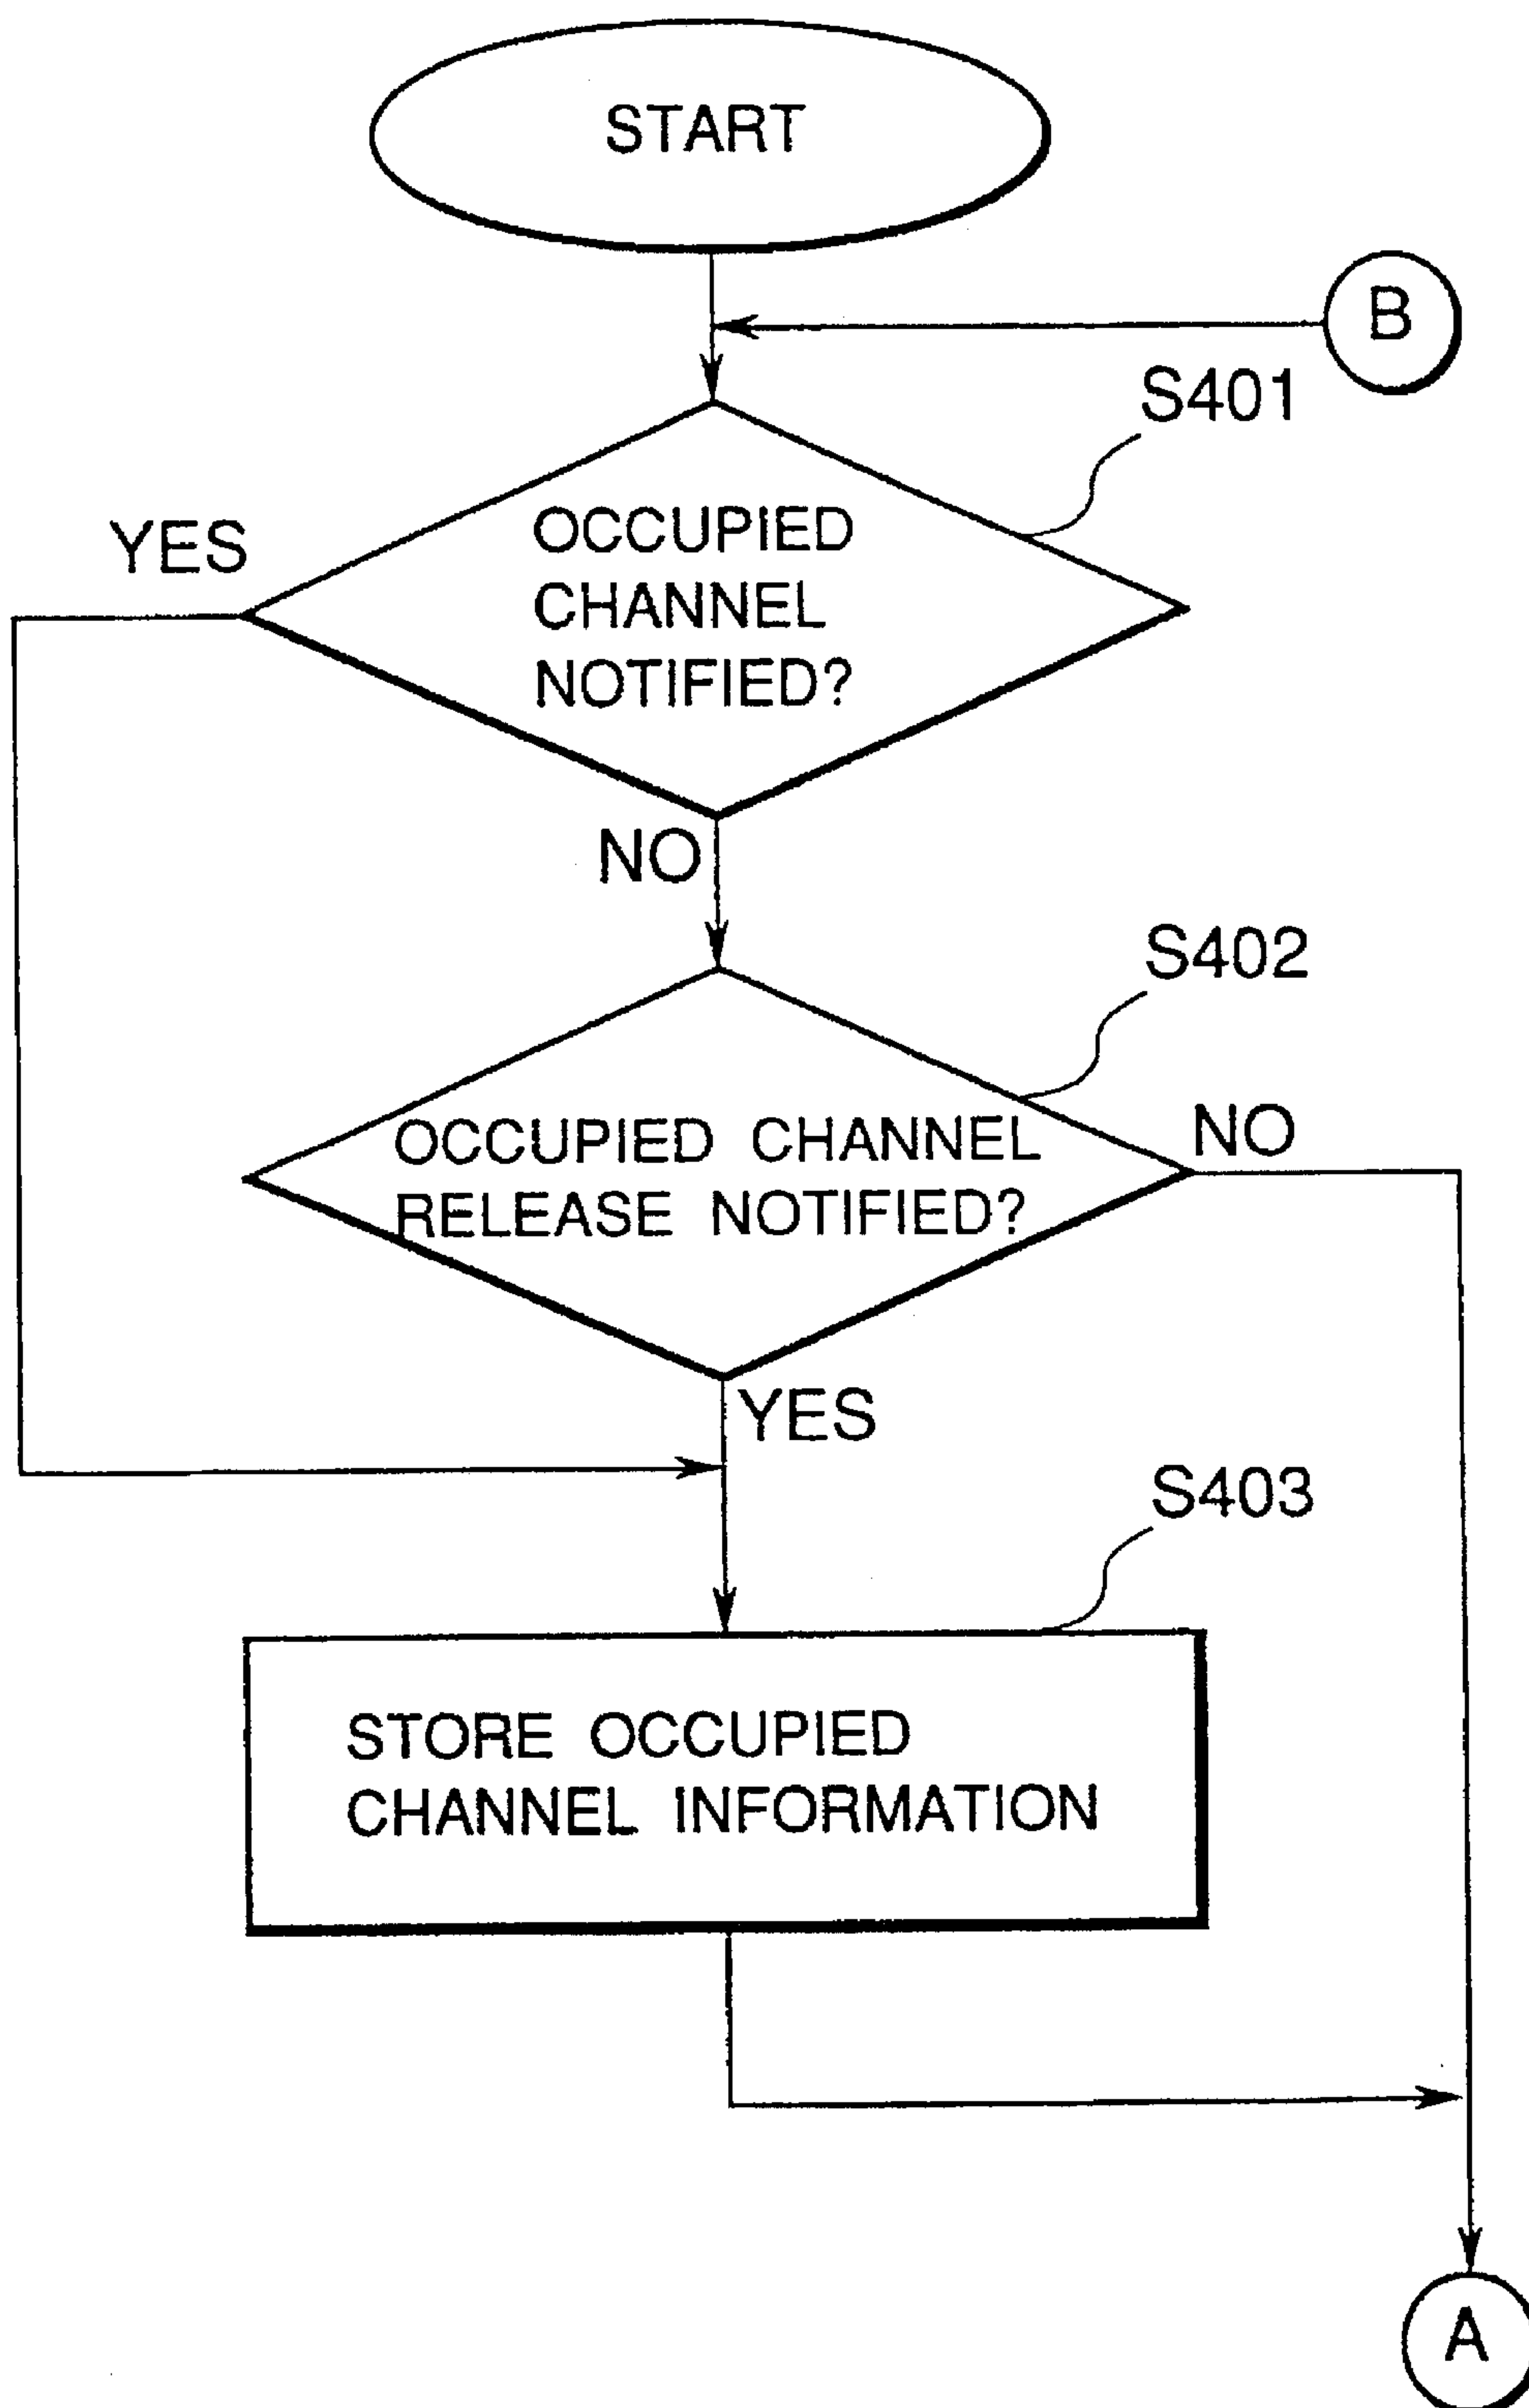 START
B
S401
YES
OCCUPIED
CHANNEL
NOTIFIED?
NO
S402
OCCUPIED CHANNEL
RELEASE NOTIFIED?
NO
YES
S403
STORE OCCUPIED
CHANNEL INFORMATION
A